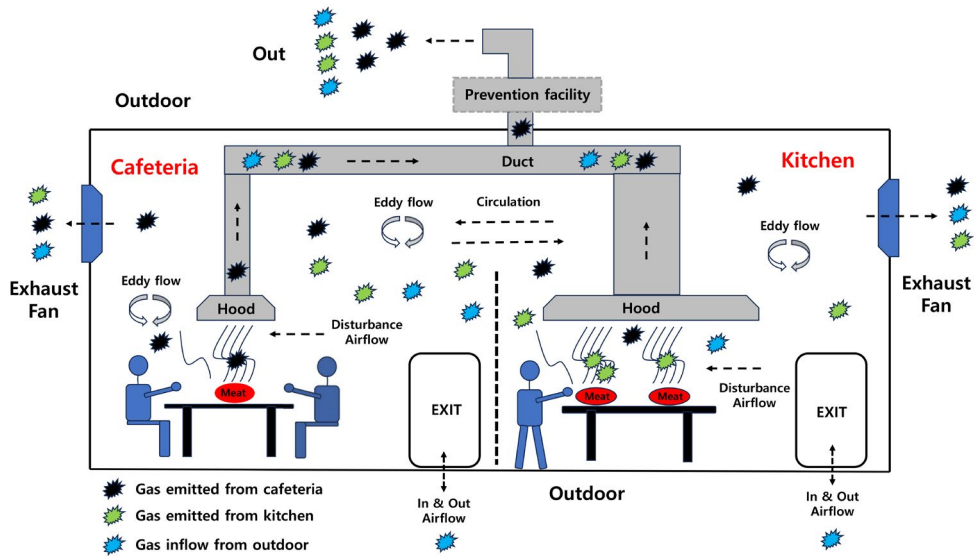 Out
Outdoor
Prevention facility
Cafeteria
Kitchen
Duct
Eddy flow
Circulation
Eddy flow
Exhaust
Fan
Eddy flow
Hood
Disturbance
Airflow
Hood
Exhaust
Fan
Meat
EXIT
Meat
Meat
Disturbance
Airflow
EXIT
Gas emitted from cafeteria
Gas emitted from kitchen
Gas inflow from outdoor
In & Out
Airflow
Outdoor
In & Out
Airflow